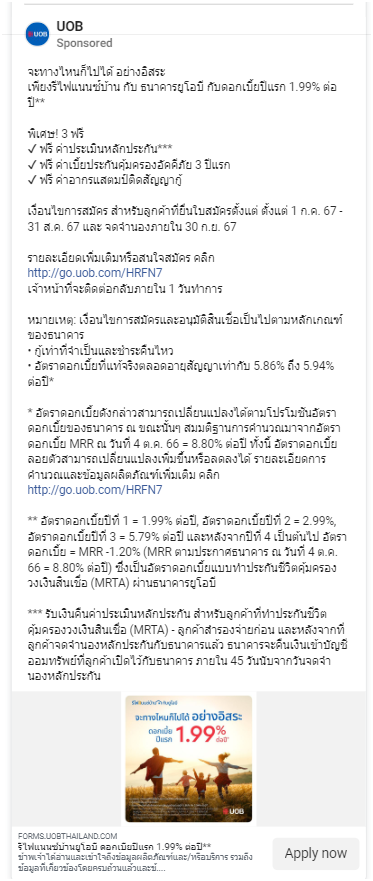 UOB
UOB
Sponsored
จะทางไหนก็ไปได้ อย่างอิสระ
เพียงรีไฟแนนซ์บ้าน กับ ธนาคารยูโอบี กับดอกเบี้ยปีแรก 1.99% ต่อ
ปี**
พิเศษ! 3 ฟรี
✓ ฟรี ค่าประเมินหลักประกัน***
✓ ฟรี ค่าเบี้ยประกันคุ้มครองอัคคีภัย 3 ปีแรก
✓ ฟรี ค่าอากรแสตมป์ติดสัญญากู้
เงื่อนไขการสมัคร สำหรับลูกค้าที่ยื่นใบสมัครตั้งแต่ ตั้งแต่ 1 ก.ค. 67 -
31 ส.ค. 67 และ จดจำนองภายใน 30 ก.ย. 67
รายละเอียดเพิ่มเติมหรือสนใจสมัคร คลิก
http://go.uob.com/HRFN7
เจ้าหน้าที่จะติดต่อกลับภายใน 1 วันทำการ
หมายเหตุ: เงื่อนไขการสมัครและอนุมัติสินเชื่อเป็นไปตามหลักเกณฑ์
ของธนาคาร
• กู้เท่าที่จำเป็นและชำระคืนไหว
• อัตราดอกเบี้ยที่แท้จริงตลอดอายุสัญญาเท่ากับ 5.86% ถึง 5.94%
ต่อปี*
* อัตราดอกเบี้ยดังกล่าวสามารถเปลี่ยนแปลงได้ตามโปรโมชันอัตรา
ดอกเบี้ยของธนาคาร ณ ขณะนั้นๆ สมมติฐานการคำนวณมาจากอัตรา
ดอกเบี้ย MRR ณ วันที่ 4 ต.ค. 66 = 8.80% ต่อปี ทั้งนี้ อัตราดอกเบี้ย
ลอยตัวสามารถเปลี่ยนแปลงเพิ่มขึ้นหรือลดลงได้ รายละเอียดการ
คำนวณและข้อมูลผลิตภัณฑ์เพิ่มเติม คลิก
http://go.uob.com/HRFN7
** อัตราดอกเบี้ยปีที่ 1 = 1.99% ต่อปี, อัตราดอกเบี้ยปีที่ 2 = 2.99%,
อัตราดอกเบี้ยปีที่ 3 = 5.79% ต่อปี และหลังจากปีที่ 4 เป็นต้นไป อัตรา
ดอกเบี้ย = MRR -1.20% (MRR ตามประกาศธนาคาร ณ วันที่ 4 ต.ค.
66 = 8.80% ต่อปี) ซึ่งเป็นอัตราดอกเบี้ยแบบทำประกันชีวิตคุ้มครอง
วงเงินสินเชื่อ (MRTA) ผ่านธนาคารยูโอบี
*** รับเงินคืนค่าประเมินหลักประกัน สำหรับลูกค้าที่ทำประกันชีวิต
คุ้มครองวงเงินสินเชื่อ (MRTA) - ลูกค้าสำรองจ่ายก่อน และหลังจากที่
ลูกค้าจดจำนองหลักประกันกับธนาคารแล้ว ธนาคารจะคืนเงินเข้าบัญชี
ออมทรัพย์ที่ลูกค้าเปิดไว้กับธนาคาร ภายใน 45 วันนับจากวันจดจำ
นองหลักประกัน
จะทางไหนก็ไปได้ อย่างอิสระ
ดอกเบี้ย
ปีแรก 1.99% ต่อปี*
UOB
FORMS.UOBTHAILAND.COM
รีไฟแนนซ์บ้านยูโอบี ดอกเบี้ยปีแรก 1.99% ต่อปี**
ข้าพเจ้าได้อ่านและเข้าใจถึงข้อมูลผลิตภัณฑ์และ/หรือบริการ รวมถึง
ข้อมูลที่เกี่ยวข้องโดยครบถ้วนแล้วและข้....
Apply now